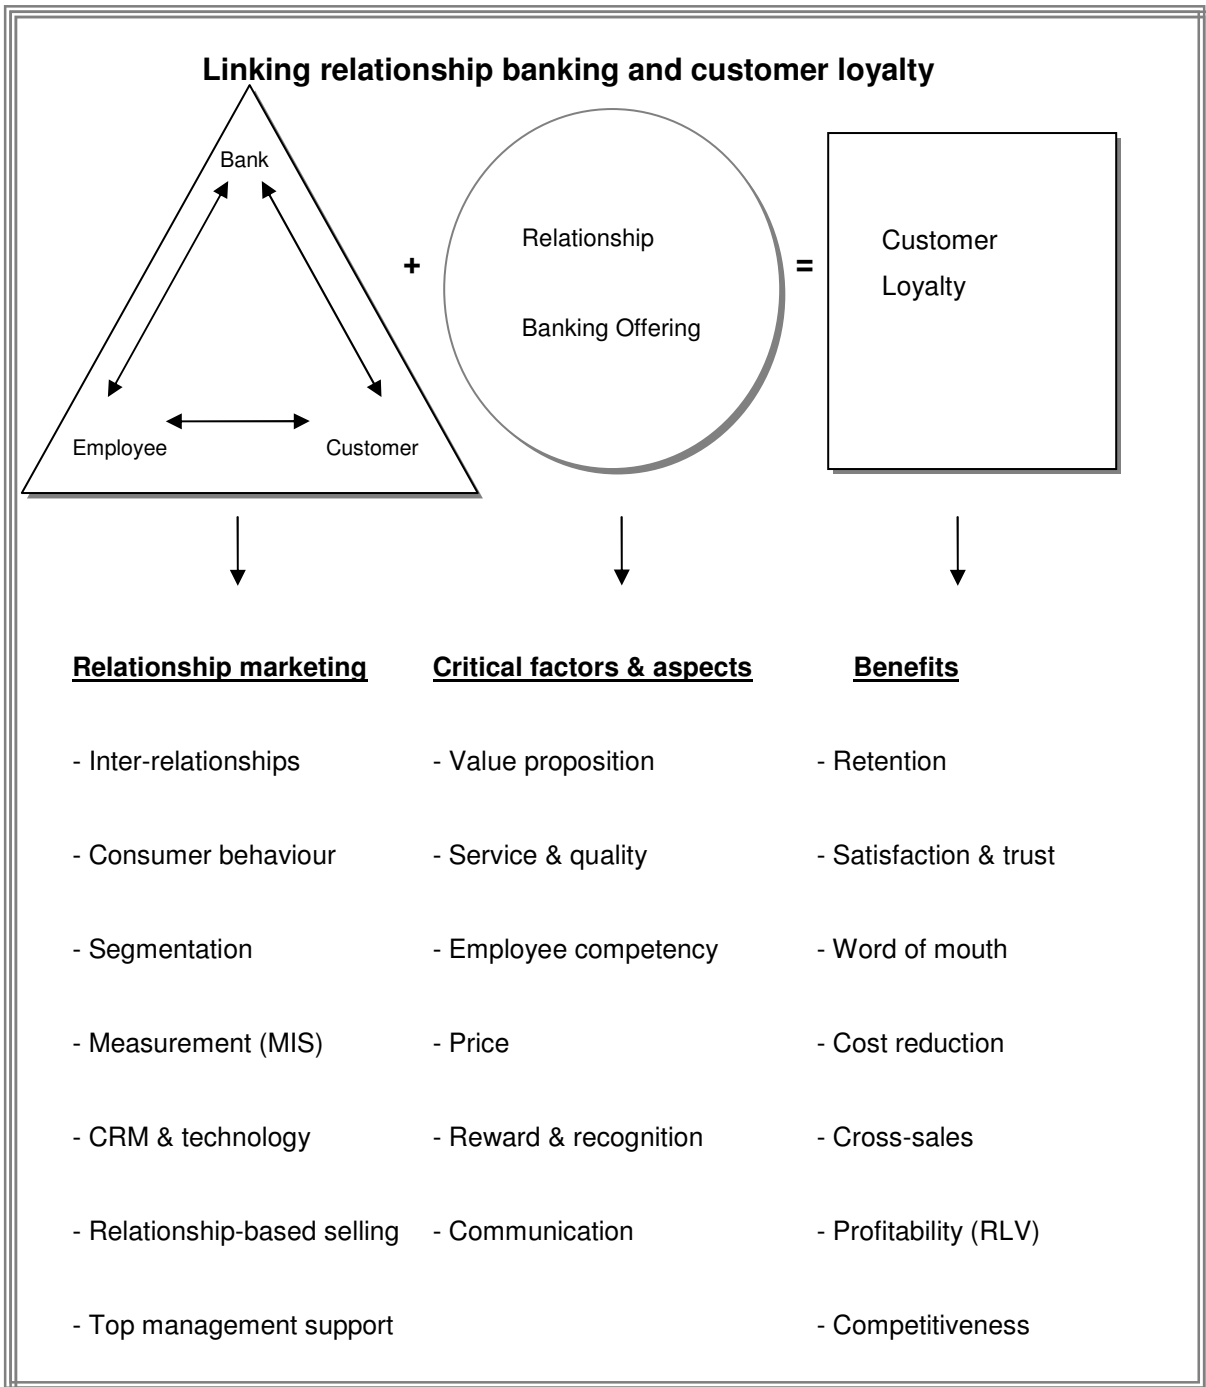 Linking relationship banking and customer loyalty
Bank
Employee
Customer
+
Relationship
Banking Offering
=
Customer
Loyalty
Relationship marketing
- Inter-relationships
- Consumer behaviour
- Segmentation
- Measurement (MIS)
- CRM & technology
- Relationship-based selling
- Top management support
Critical factors & aspects
- Value proposition
- Service & quality
- Employee competency
- Price
- Reward & recognition
- Communication
Benefits
- Retention
- Satisfaction & trust
- Word of mouth
- Cost reduction
- Cross-sales
- Profitability (RLV)
- Competitiveness